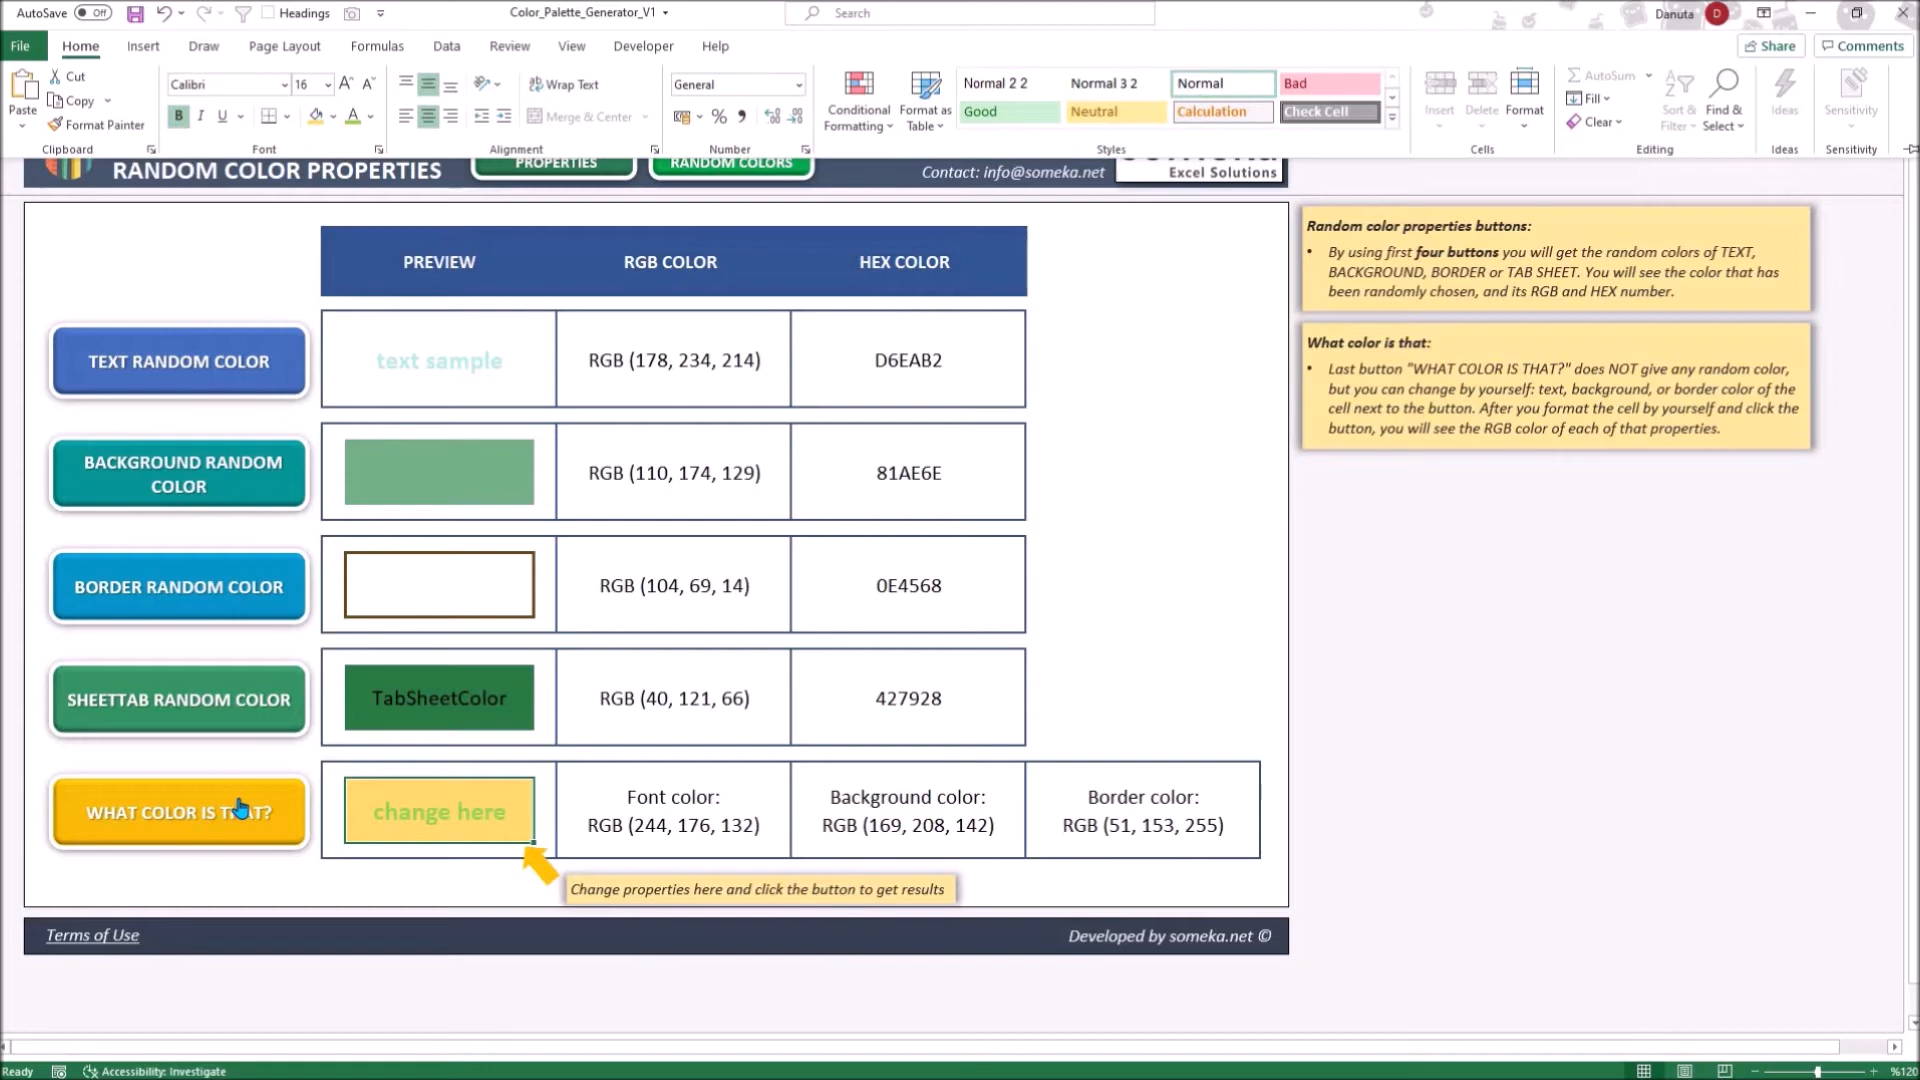 AutoSave Off Headings Color_Palette_Generator_V1 Search Danuta D
File Home Insert Draw Page Layout Formulas Data Review View Developer Help Share Comments
Paste
Cut
Copy
Format Painter
Clipboard
Calibri 16
B I U A
Font
Wrap Text
Merge & Center
Alignment
General
% ,
Number
Conditional
Formatting
Format as
Table
Normal 2 2 Normal 3 2 Normal Bad
Good Neutral Calculation Check Cell
Styles
Insert Delete Format
Cells
AutoSum
Fill
Clear
Sort &
Filter
Find &
Select
Editing
Ideas
Ideas
Sensitivity
Sensitivity
RANDOM COLOR PROPERTIES
PROPERTIES
RANDOM COLORS
Contact: info@someka.net
Excel Solutions
PREVIEW RGB COLOR HEX COLOR
TEXT RANDOM COLOR text sample RGB (178, 234, 214) D6EAB2
BACKGROUND RANDOM
COLOR
RGB (110, 174, 129) 81AE6E
BORDER RANDOM COLOR RGB (104, 69, 14) 0E4568
SHEETTAB RANDOM COLOR TabSheetColor RGB (40, 121, 66) 427928
WHAT COLOR IS THAT? change here
Font color:
RGB (244, 176, 132)
Background color:
RGB (169, 208, 142)
Border color:
RGB (51, 153, 255)
Change properties here and click the button to get results
Terms of Use Developed by someka.net ©
Random color properties buttons:
• By using first four buttons you will get the random colors of TEXT,
BACKGROUND, BORDER or TAB SHEET. You will see the color that has
been randomly chosen, and its RGB and HEX number.
What color is that:
• Last button "WHAT COLOR IS THAT?" does NOT give any random color,
but you can change by yourself: text, background, or border color of the
cell next to the button. After you format the cell by yourself and click the
button, you will see the RGB color of each of that properties.
Ready Accessibility: Investigate %120